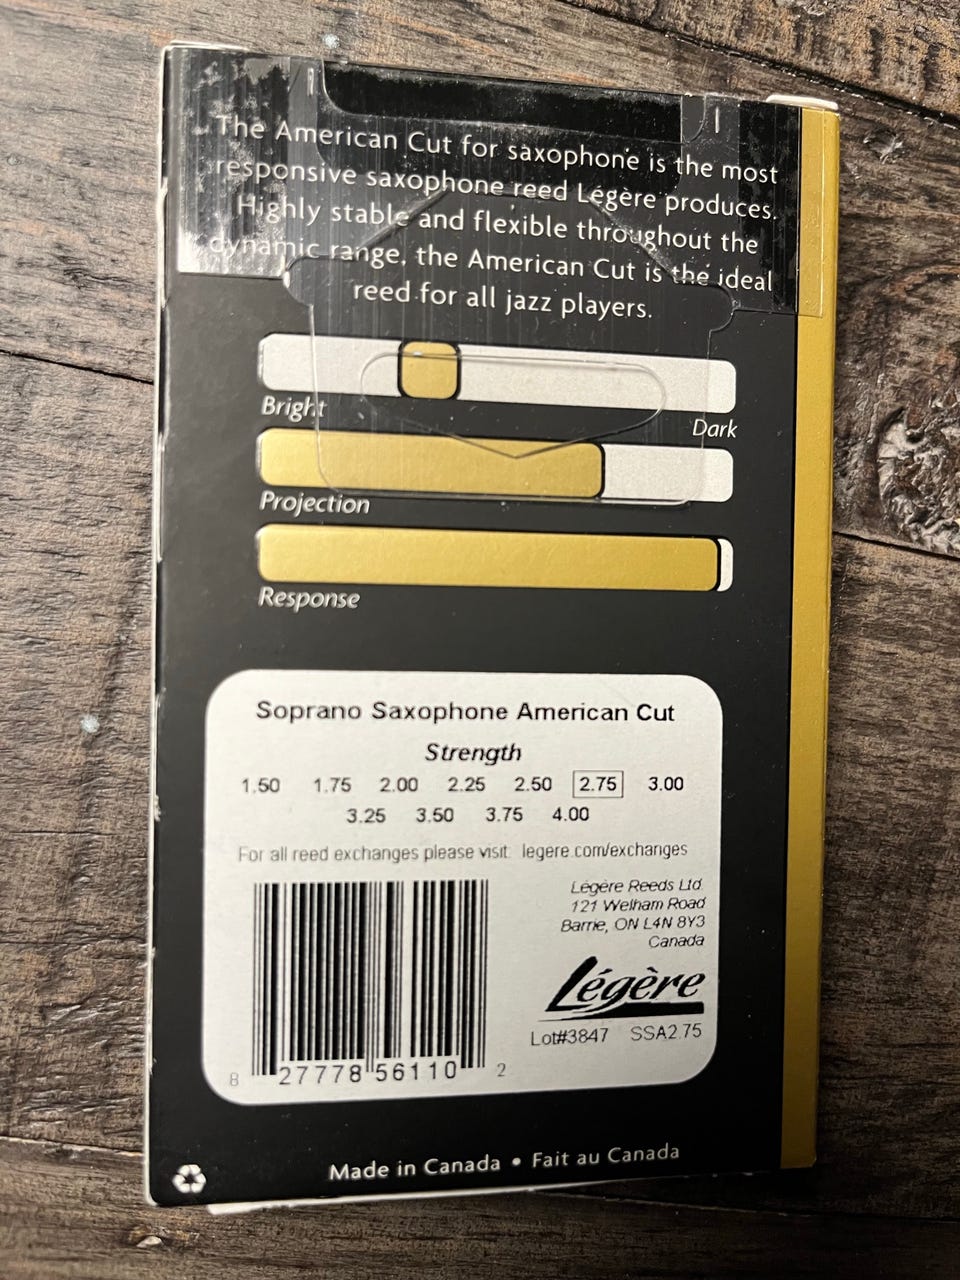 The American Cut for saxophone is the most
responsive saxophone reed Légère produces.
Highly stable and flexible throughout the
dynamic range, the American Cut is the ideal
reed for all jazz players.
Bright
Dark
Projection
Response
Soprano Saxophone American Cut
Strength
1.50 1.75 2.00 2.25 2.50 2.75 3.00
3.25 3.50 3.75 4.00
For all reed exchanges please visit: legere.com/exchanges
Légère Reeds Ltd.
121 Welham Road
Barrie, ON L4N 8Y3
Canada
Légère
Lot#3847 SSA2.75
8 27778 56110 2
Made in Canada • Fait au Canada